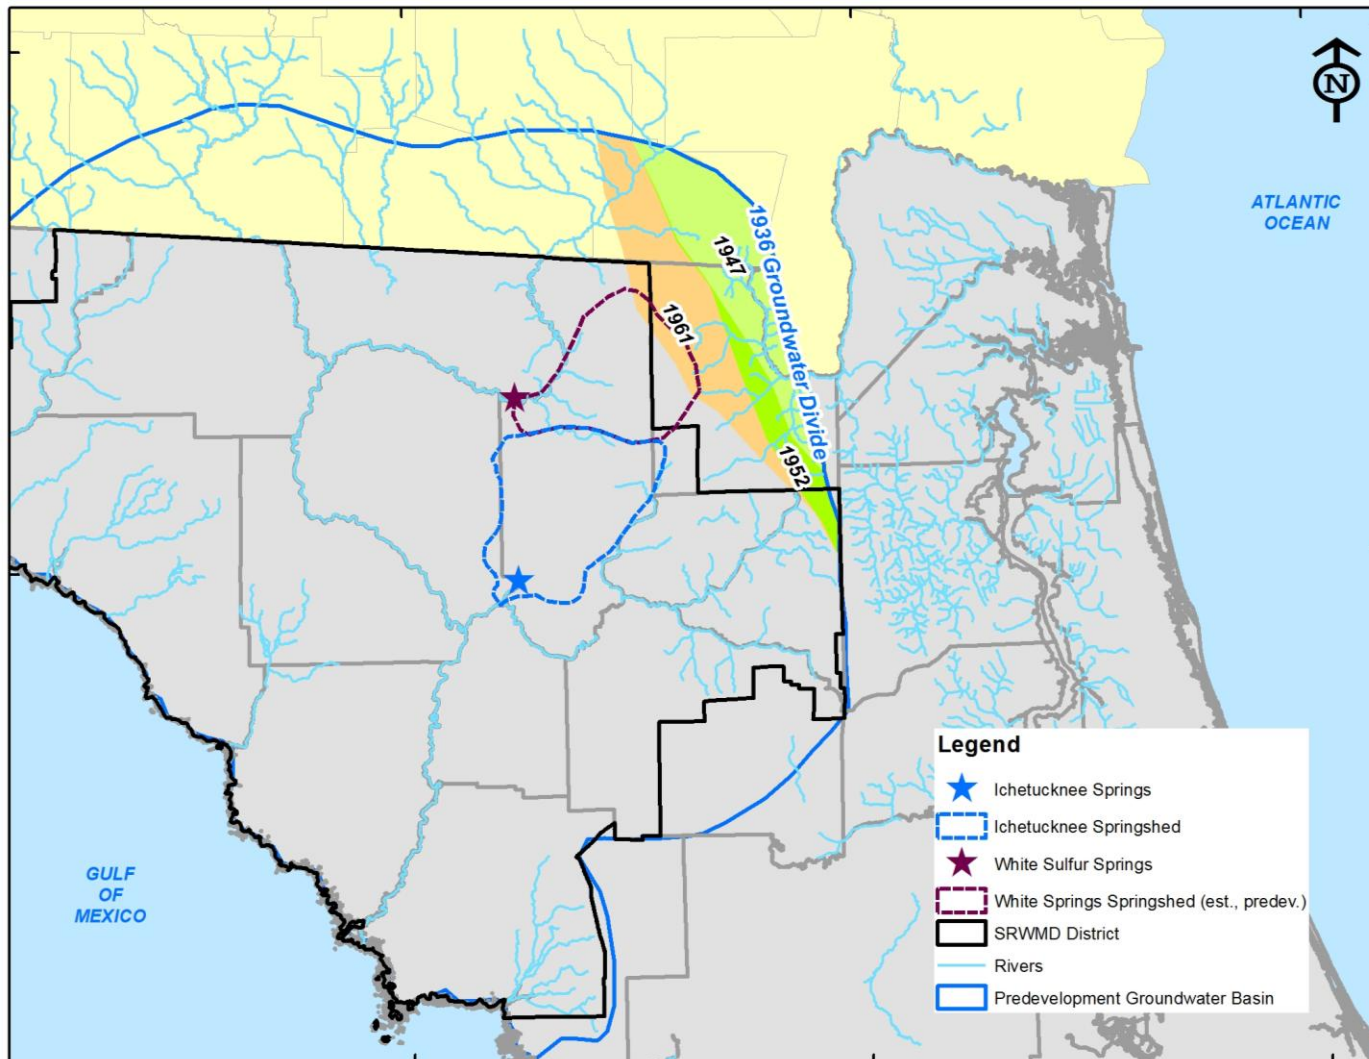 N
ATLANTIC
OCEAN
1936 Groundwater Divide
1947
1961
1952
GULF
OF
MEXICO
Legend
Ichetucknee Springs
Ichetucknee Springshed
White Sulfur Springs
White Springs Springshed (est., predev.)
SRWMD District
Rivers
Predevelopment Groundwater Basin